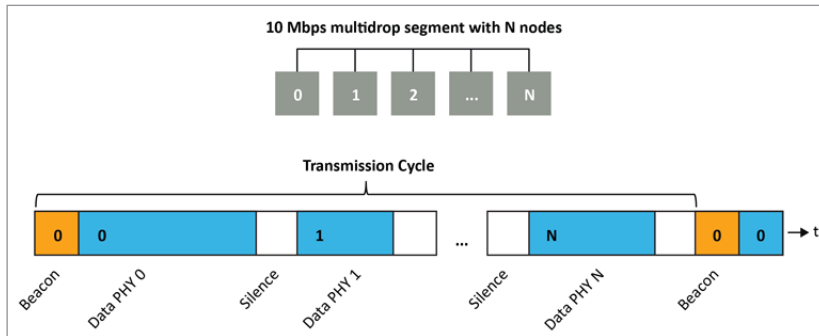 10 Mbps multidrop segment with N nodes
0 1 2 ... N
Transmission Cycle
0 0 1 ... N 0 0 t
Beacon Data PHY 0 Silence Data PHY 1 Silence Data PHY N Beacon